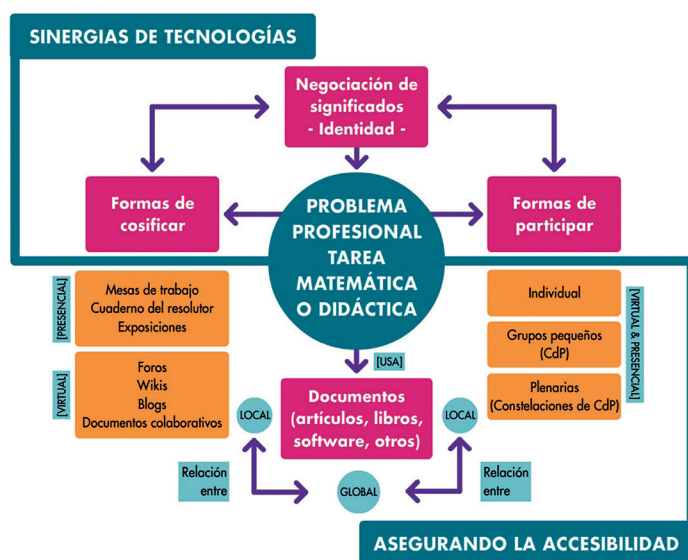 SINERGIAS DE TECNOLOGÍAS
Negociación de
significados
- Identidad -
Formas de
cosificar
PROBLEMA
PROFESIONAL
TAREA
MATEMÁTICA
O DIDÁCTICA
Formas de
participar
[PRESENCIAL]
Mesas de trabajo
Cuaderno del resolutor
Exposiciones
[VIRTUAL]
Foros
Wikis
Blogs
Documentos colaborativos
Individual
Grupos pequeños
(CdP)
Plenarias
(Constelaciones de CdP)
[VIRTUAL & PRESENCIAL]
[USA]
Documentos
(artículos, libros,
software, otros)
LOCAL
LOCAL
Relación
entre
GLOBAL
Relación
entre
ASEGURANDO LA ACCESIBILIDAD